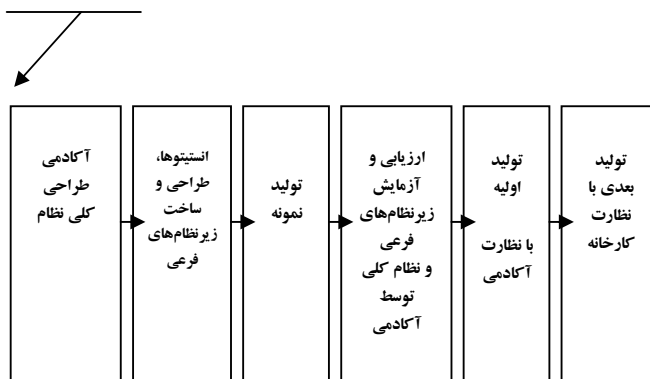 آکادمی
طراحی
کلی نظام
انستیتوها،
طراحی و
ساخت
زیرنظام‌های
فرعی
تولید
نمونه
ارزیابی و
آزمایش
زیرنظام‌های
فرعی
و نظام کلی
توسط
آکادمی
تولید
اولیه
با نظارت
آکادمی
تولید
بعدی با
نظارت
کارخانه